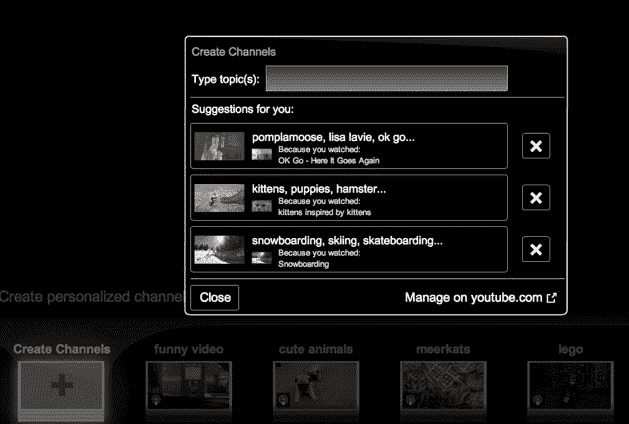 Create Channels
Type topic(s):
Suggestions for you:
pomplamoose, lisa lavie, ok go...
Because you watched:
OK Go - Here It Goes Again
kittens, puppies, hamster...
Because you watched:
kittens inspired by kittens
snowboarding, skiing, skateboarding...
Because you watched:
Snowboarding
Close
Manage on youtube.com
Create personalized channel
Create Channels
funny video
cute animals
meerkats
lego